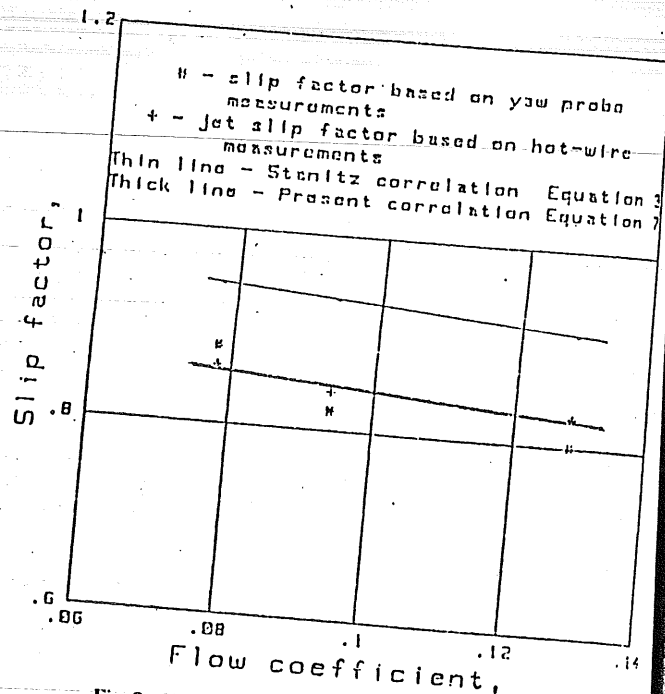 1.2
# - slip factor based on yaw probe
measurements
+ - jet slip factor based on hot-wire
measurements
Thin line - Stanitz correlation Equation 3
Thick line - Present correlation Equation 7
1
Slip factor,
.8
.6
.06
.08
.1
.12
.14
Flow coefficient,